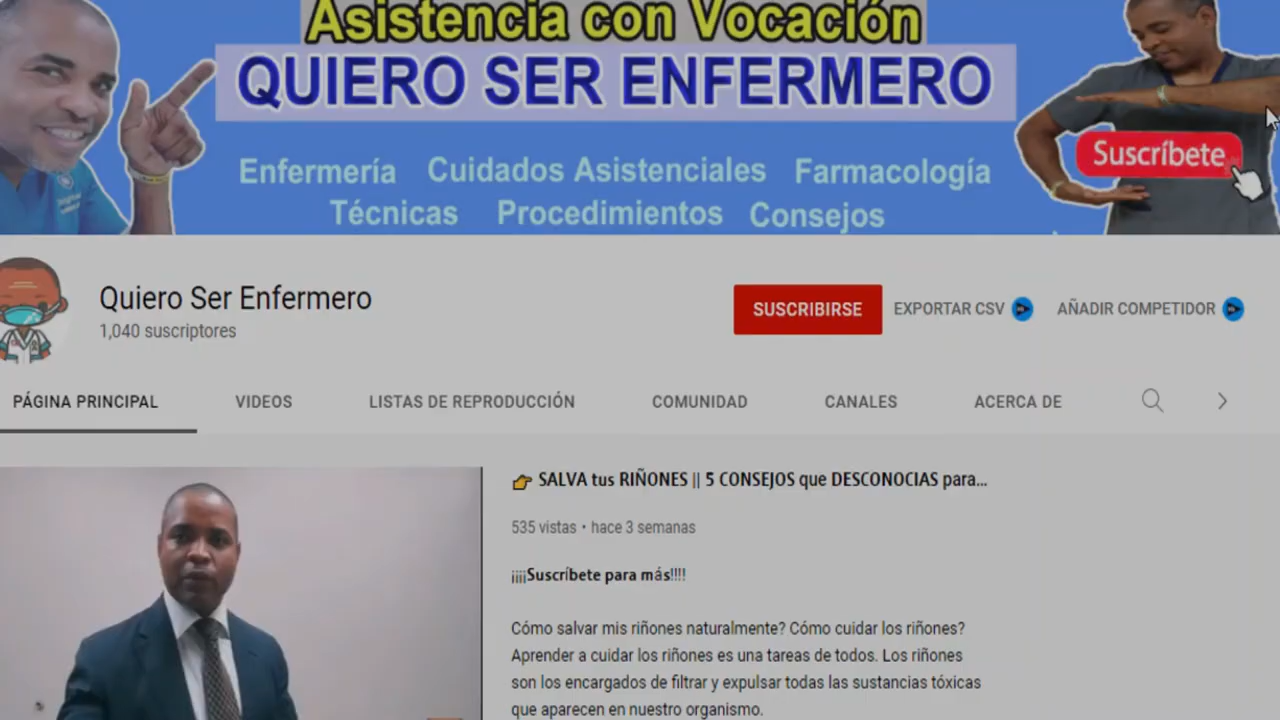 Asistencia con Vocación
QUIERO SER ENFERMERO
Enfermería Cuidados Asistenciales Farmacología
Técnicas Procedimientos Consejos
Suscríbete
Quiero Ser Enfermero
1,040 suscriptores
SUSCRIBIRSE
EXPORTAR CSV
AÑADIR COMPETIDOR
PÁGINA PRINCIPAL VIDEOS LISTAS DE REPRODUCCIÓN COMUNIDAD CANALES ACERCA DE
👉 SALVA tus RIÑONES || 5 CONSEJOS que DESCONOCIAS para...
535 vistas • hace 3 semanas
¡¡¡¡Suscríbete para más!!!!
Cómo salvar mis riñones naturalmente? Cómo cuidar los riñones?
Aprender a cuidar los riñones es una tareas de todos. Los riñones
son los encargados de filtrar y expulsar todas las sustancias tóxicas
que aparecen en nuestro organismo.